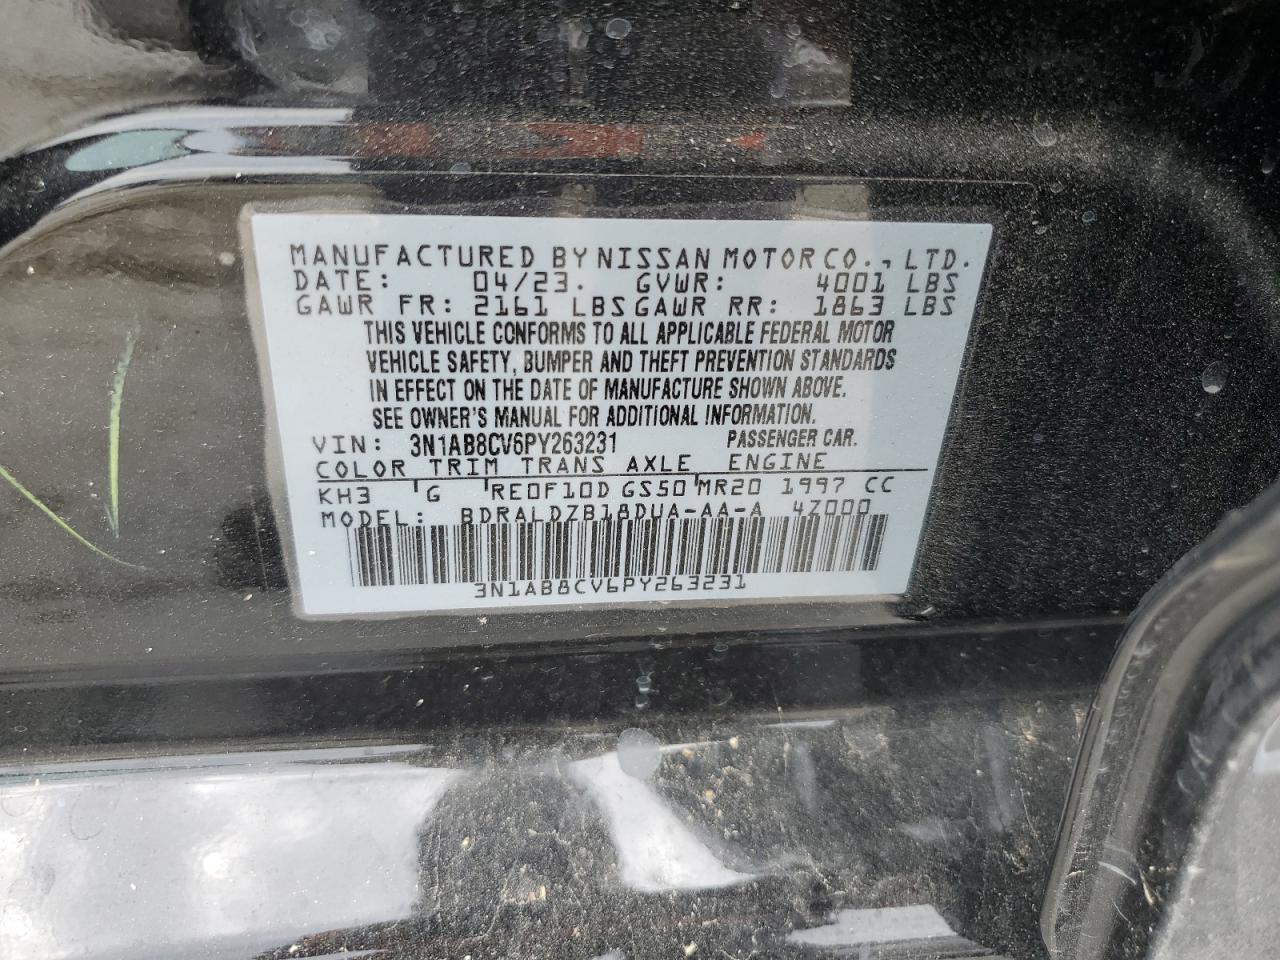 MANUFACTURED BY NISSAN MOTOR CO., LTD.
DATE: 04/23. GVWR: 4001 LBS
GAWR FR: 2161 LBS GAWR RR: 1863 LBS
THIS VEHICLE CONFORMS TO ALL APPLICABLE FEDERAL MOTOR
VEHICLE SAFETY, BUMPER AND THEFT PREVENTION STANDARDS
IN EFFECT ON THE DATE OF MANUFACTURE SHOWN ABOVE.
SEE OWNER'S MANUAL FOR ADDITIONAL INFORMATION.
VIN: 3N1AB8CV6PY263231 PASSENGER CAR.
COLOR TRIM TRANS AXLE ENGINE
KH3 G RE0F10D GS50 MR20 1997 CC
MODEL: BDRALDZB18DUA-AA-A 4Z000
3N1AB8CV6PY263231